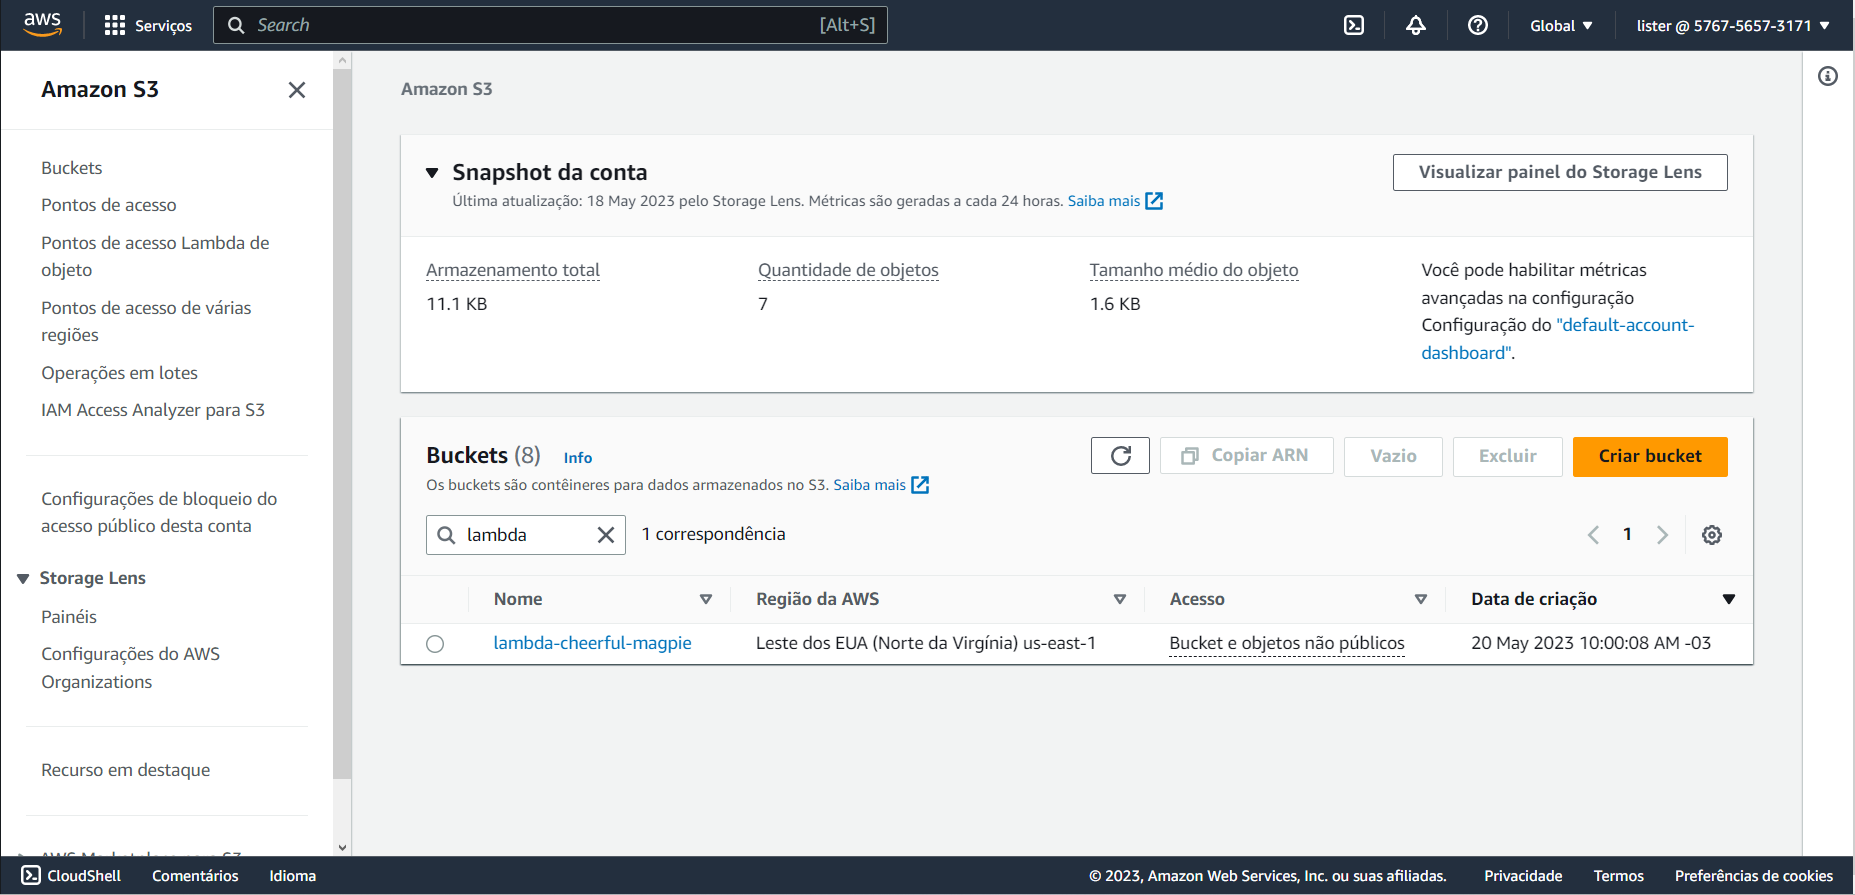 aws
Serviços
Search
[Alt+S]
Global
lister @ 5767-5657-3171
Amazon S3
Buckets
Pontos de acesso
Pontos de acesso Lambda de
objeto
Pontos de acesso de várias
regiões
Operações em lotes
IAM Access Analyzer para S3
Configurações de bloqueio do
acesso público desta conta
Storage Lens
Painéis
Configurações do AWS
Organizations
Recurso em destaque
AWS Marketplace para S3
Amazon S3
Snapshot da conta
Última atualização: 18 May 2023 pelo Storage Lens. Métricas são geradas a cada 24 horas. Saiba mais
Visualizar painel do Storage Lens
Armazenamento total
11.1 KB
Quantidade de objetos
7
Tamanho médio do objeto
1.6 KB
Você pode habilitar métricas
avançadas na configuração
Configuração do "default-account-
dashboard".
Buckets (8) Info
Os buckets são contêineres para dados armazenados no S3. Saiba mais
Copiar ARN
Vazio
Excluir
Criar bucket
lambda
1 correspondência
1
Nome
Região da AWS
Acesso
Data de criação
lambda-cheerful-magpie
Leste dos EUA (Norte da Virgínia) us-east-1
Bucket e objetos não públicos
20 May 2023 10:00:08 AM -03
CloudShell
Comentários
Idioma
© 2023, Amazon Web Services, Inc. ou suas afiliadas.
Privacidade
Termos
Preferências de cookies